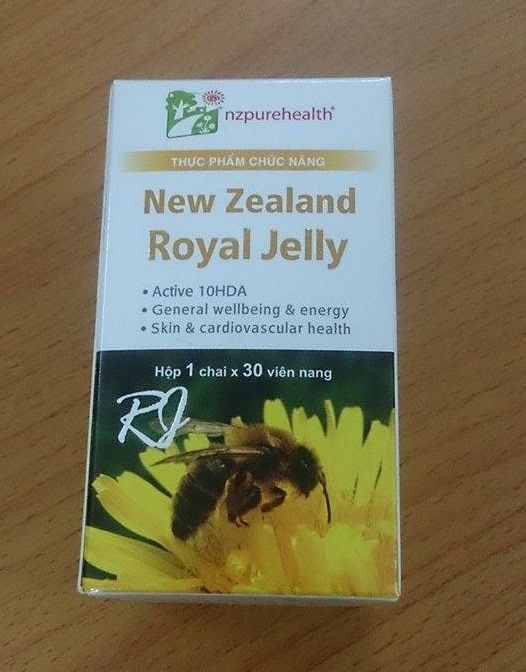 nzpurehealth®
THỰC PHẨM CHỨC NĂNG
New Zealand
Royal Jelly
• Active 10HDA
• General wellbeing & energy
• Skin & cardiovascular health
Hộp 1 chai x 30 viên nang
RJ